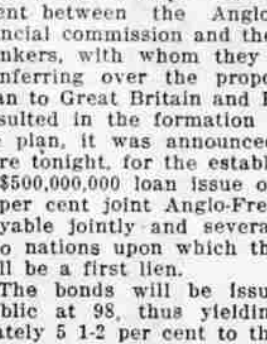 ent between the Anglo
ncial commission and the
nkers, with whom they
nferring over the propo
an to Great Britain and F
sulted in the formation
plan, it was announced
re tonight, for the establ
$500,000,000 loan issue o
per cent joint Anglo-Fre
yable jointly and severa
o nations upon which th
ll be a first lien.
The bonds will be issu
blic at 98, thus yieldin
ately 5 1-2 per cent to th